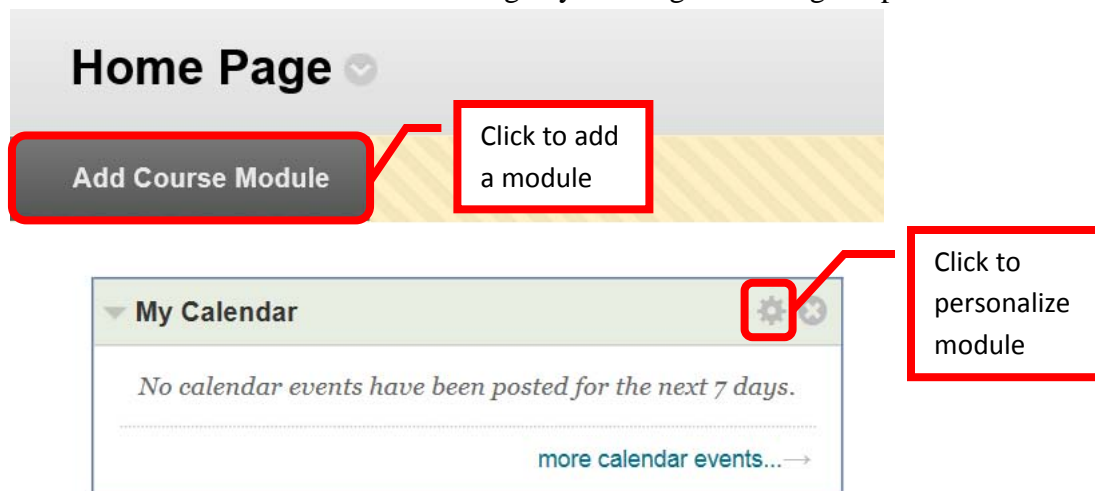 Home Page
Click to add
a module
Add Course Module
Click to
personalize
module
My Calendar
No calendar events have been posted for the next 7 days.
more calendar events...→